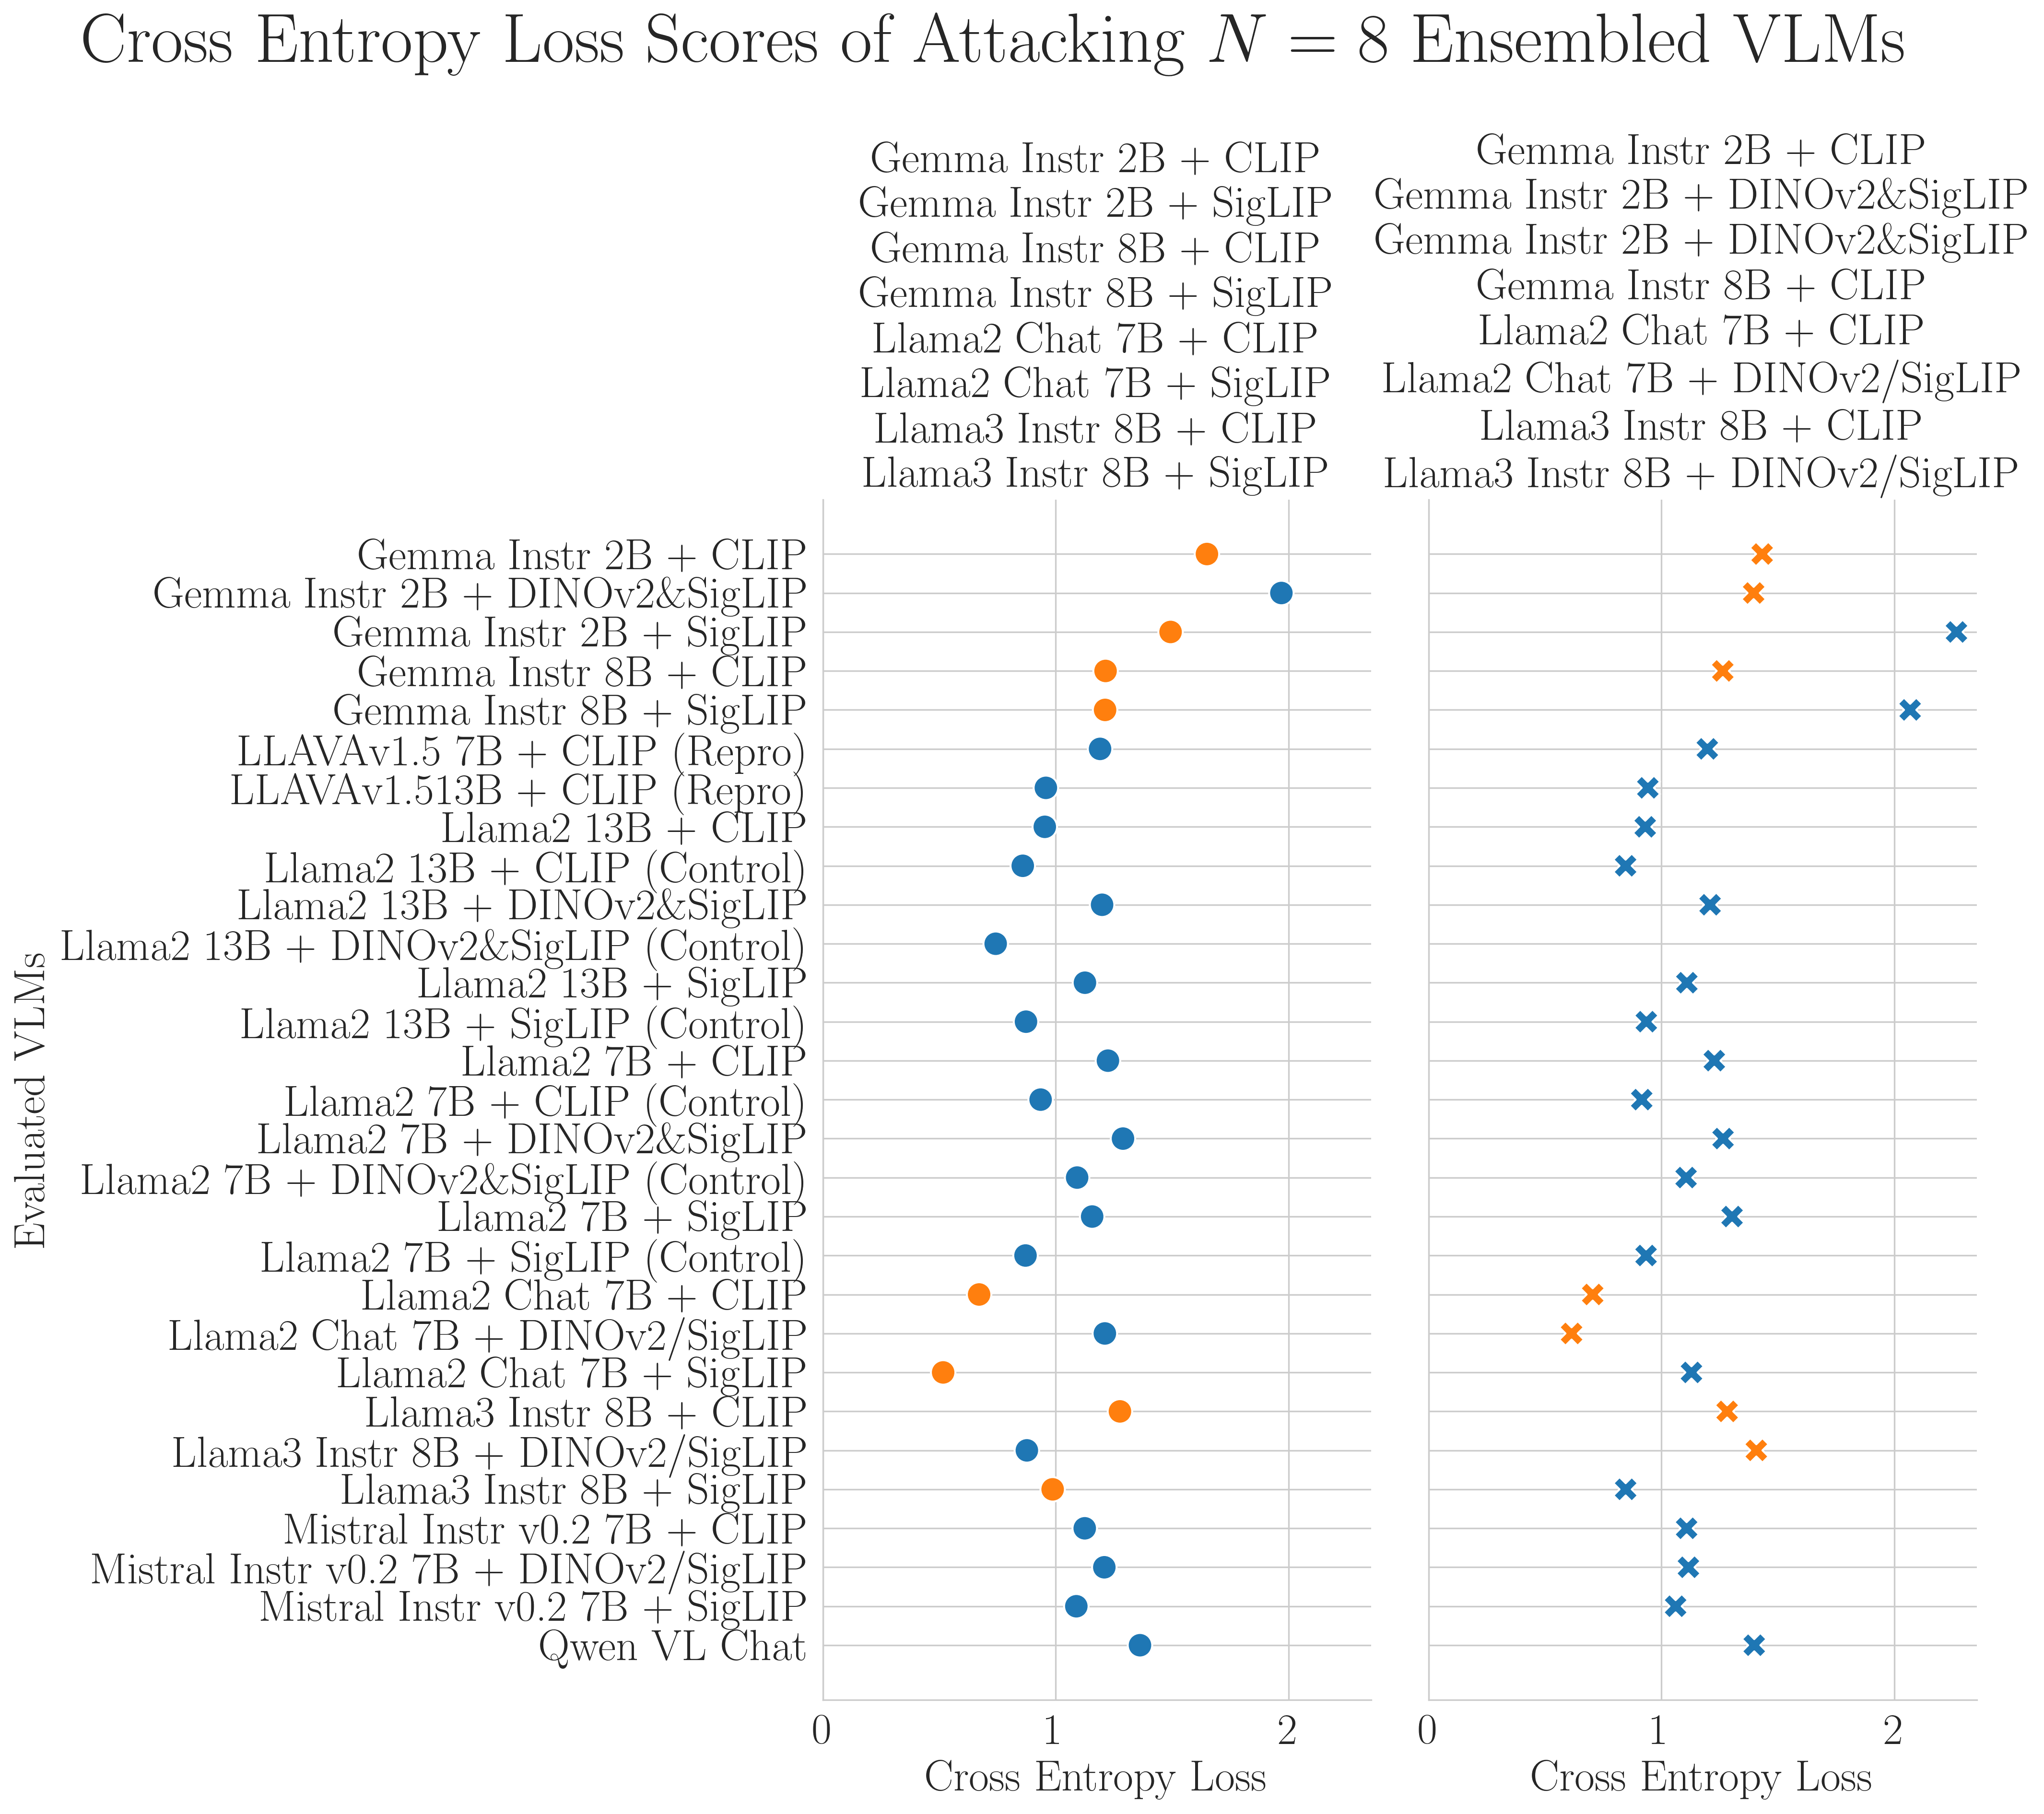 Cross Entropy Loss Scores of Attacking N = 8 Ensembled VLMs
Gemma Instr 2B + CLIP
Gemma Instr 2B + SigLIP
Gemma Instr 8B + CLIP
Gemma Instr 8B + SigLIP
Llama2 Chat 7B + CLIP
Llama2 Chat 7B + SigLIP
Llama3 Instr 8B + CLIP
Llama3 Instr 8B + SigLIP
Gemma Instr 2B + CLIP
Gemma Instr 2B + DINOv2&SigLIP
Gemma Instr 2B + DINOv2&SigLIP
Gemma Instr 8B + CLIP
Llama2 Chat 7B + CLIP
Llama2 Chat 7B + DINOv2/SigLIP
Llama3 Instr 8B + CLIP
Llama3 Instr 8B + DINOv2/SigLIP
Evaluated VLMs
Gemma Instr 2B + CLIP
Gemma Instr 2B + DINOv2&SigLIP
Gemma Instr 2B + SigLIP
Gemma Instr 8B + CLIP
Gemma Instr 8B + SigLIP
LLAVAv1.5 7B + CLIP (Repro)
LLAVAv1.513B + CLIP (Repro)
Llama2 13B + CLIP
Llama2 13B + CLIP (Control)
Llama2 13B + DINOv2&SigLIP
Llama2 13B + DINOv2&SigLIP (Control)
Llama2 13B + SigLIP
Llama2 13B + SigLIP (Control)
Llama2 7B + CLIP
Llama2 7B + CLIP (Control)
Llama2 7B + DINOv2&SigLIP
Llama2 7B + DINOv2&SigLIP (Control)
Llama2 7B + SigLIP
Llama2 7B + SigLIP (Control)
Llama2 Chat 7B + CLIP
Llama2 Chat 7B + DINOv2/SigLIP
Llama2 Chat 7B + SigLIP
Llama3 Instr 8B + CLIP
Llama3 Instr 8B + DINOv2/SigLIP
Llama3 Instr 8B + SigLIP
Mistral Instr v0.2 7B + CLIP
Mistral Instr v0.2 7B + DINOv2/SigLIP
Mistral Instr v0.2 7B + SigLIP
Qwen VL Chat
0 1 2
Cross Entropy Loss
0 1 2
Cross Entropy Loss